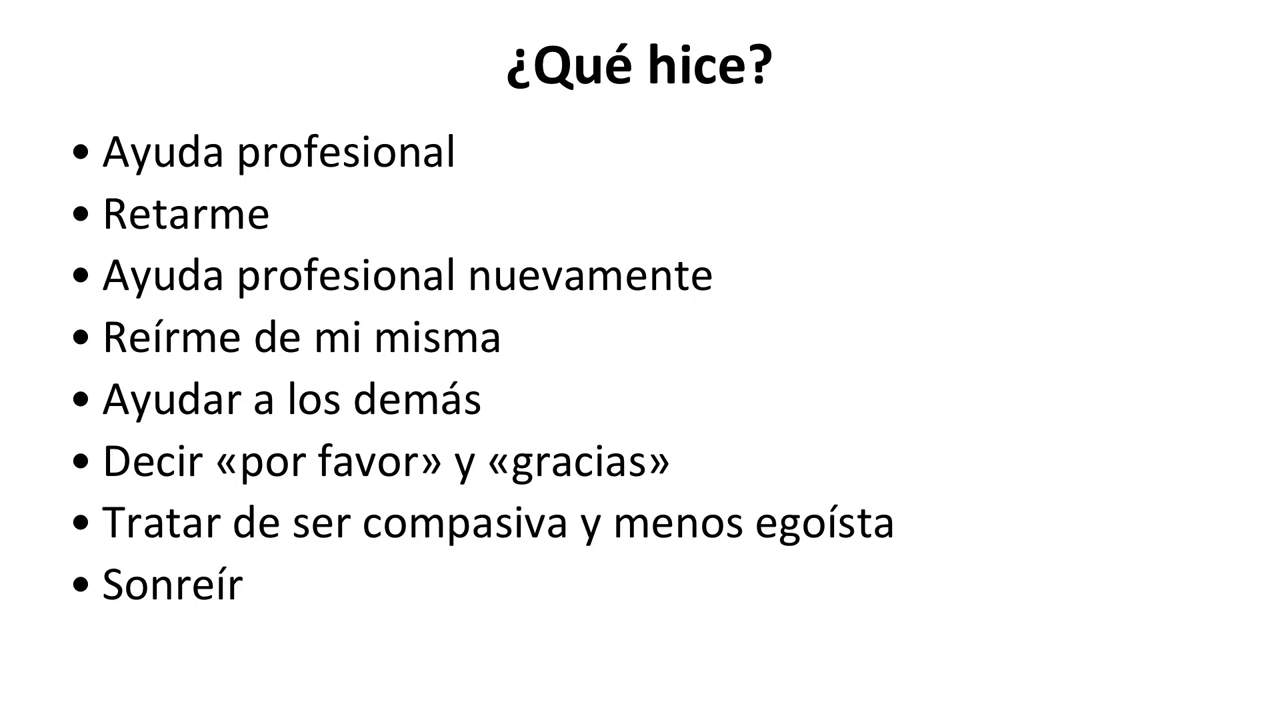 ¿Qué hice?
• Ayuda profesional
• Retarme
• Ayuda profesional nuevamente
• Reírme de mi misma
• Ayudar a los demás
• Decir «por favor» y «gracias»
• Tratar de ser compasiva y menos egoísta
• Sonreír